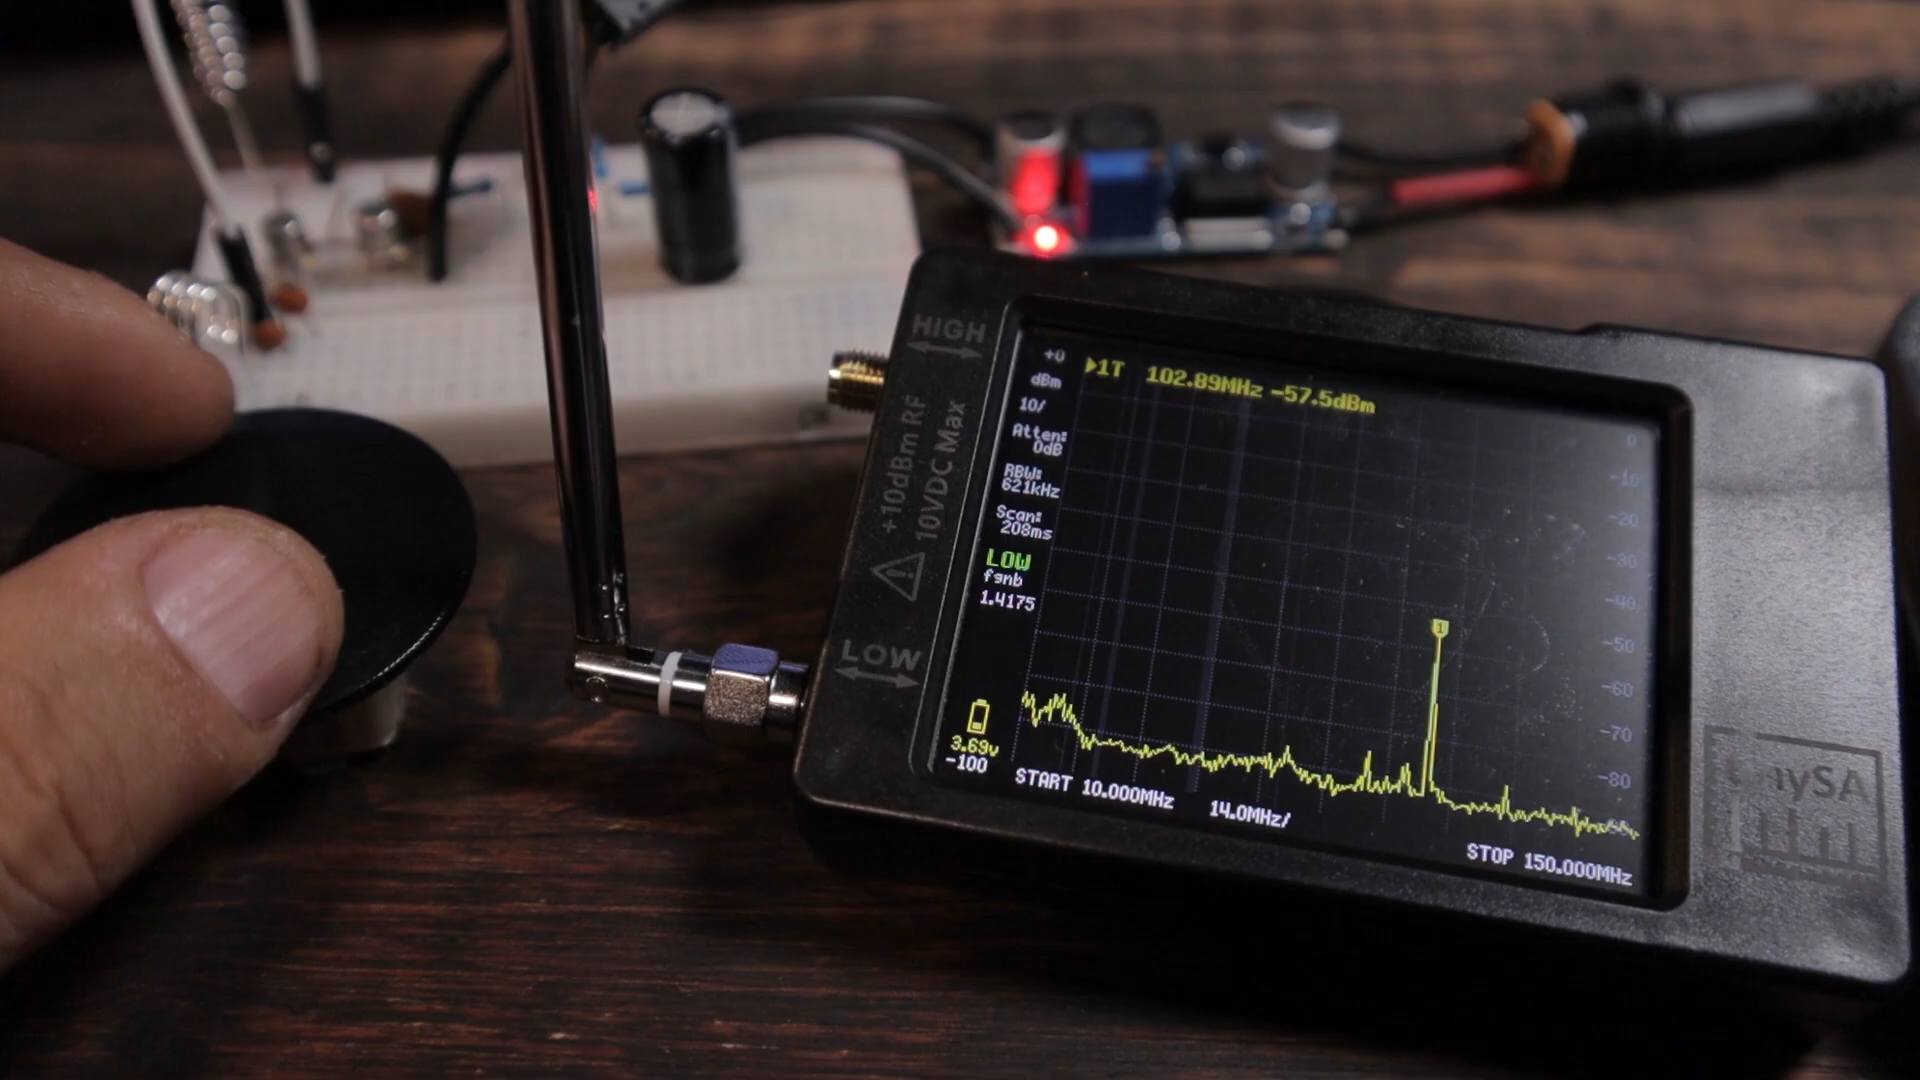 HIGH
+10dBm RF
10VDC Max
LOW
▶1T 102.89MHz -57.5dBm
+0
dBm
10/
Atten:
0dB
RBW:
621kHz
Scan:
208ms
LOW
fgnb
1.4175
3.69v
-100
0
-10
-20
-30
-40
-50
-60
-70
-80
1
START 10.000MHz 14.0MHz/ STOP 150.000MHz